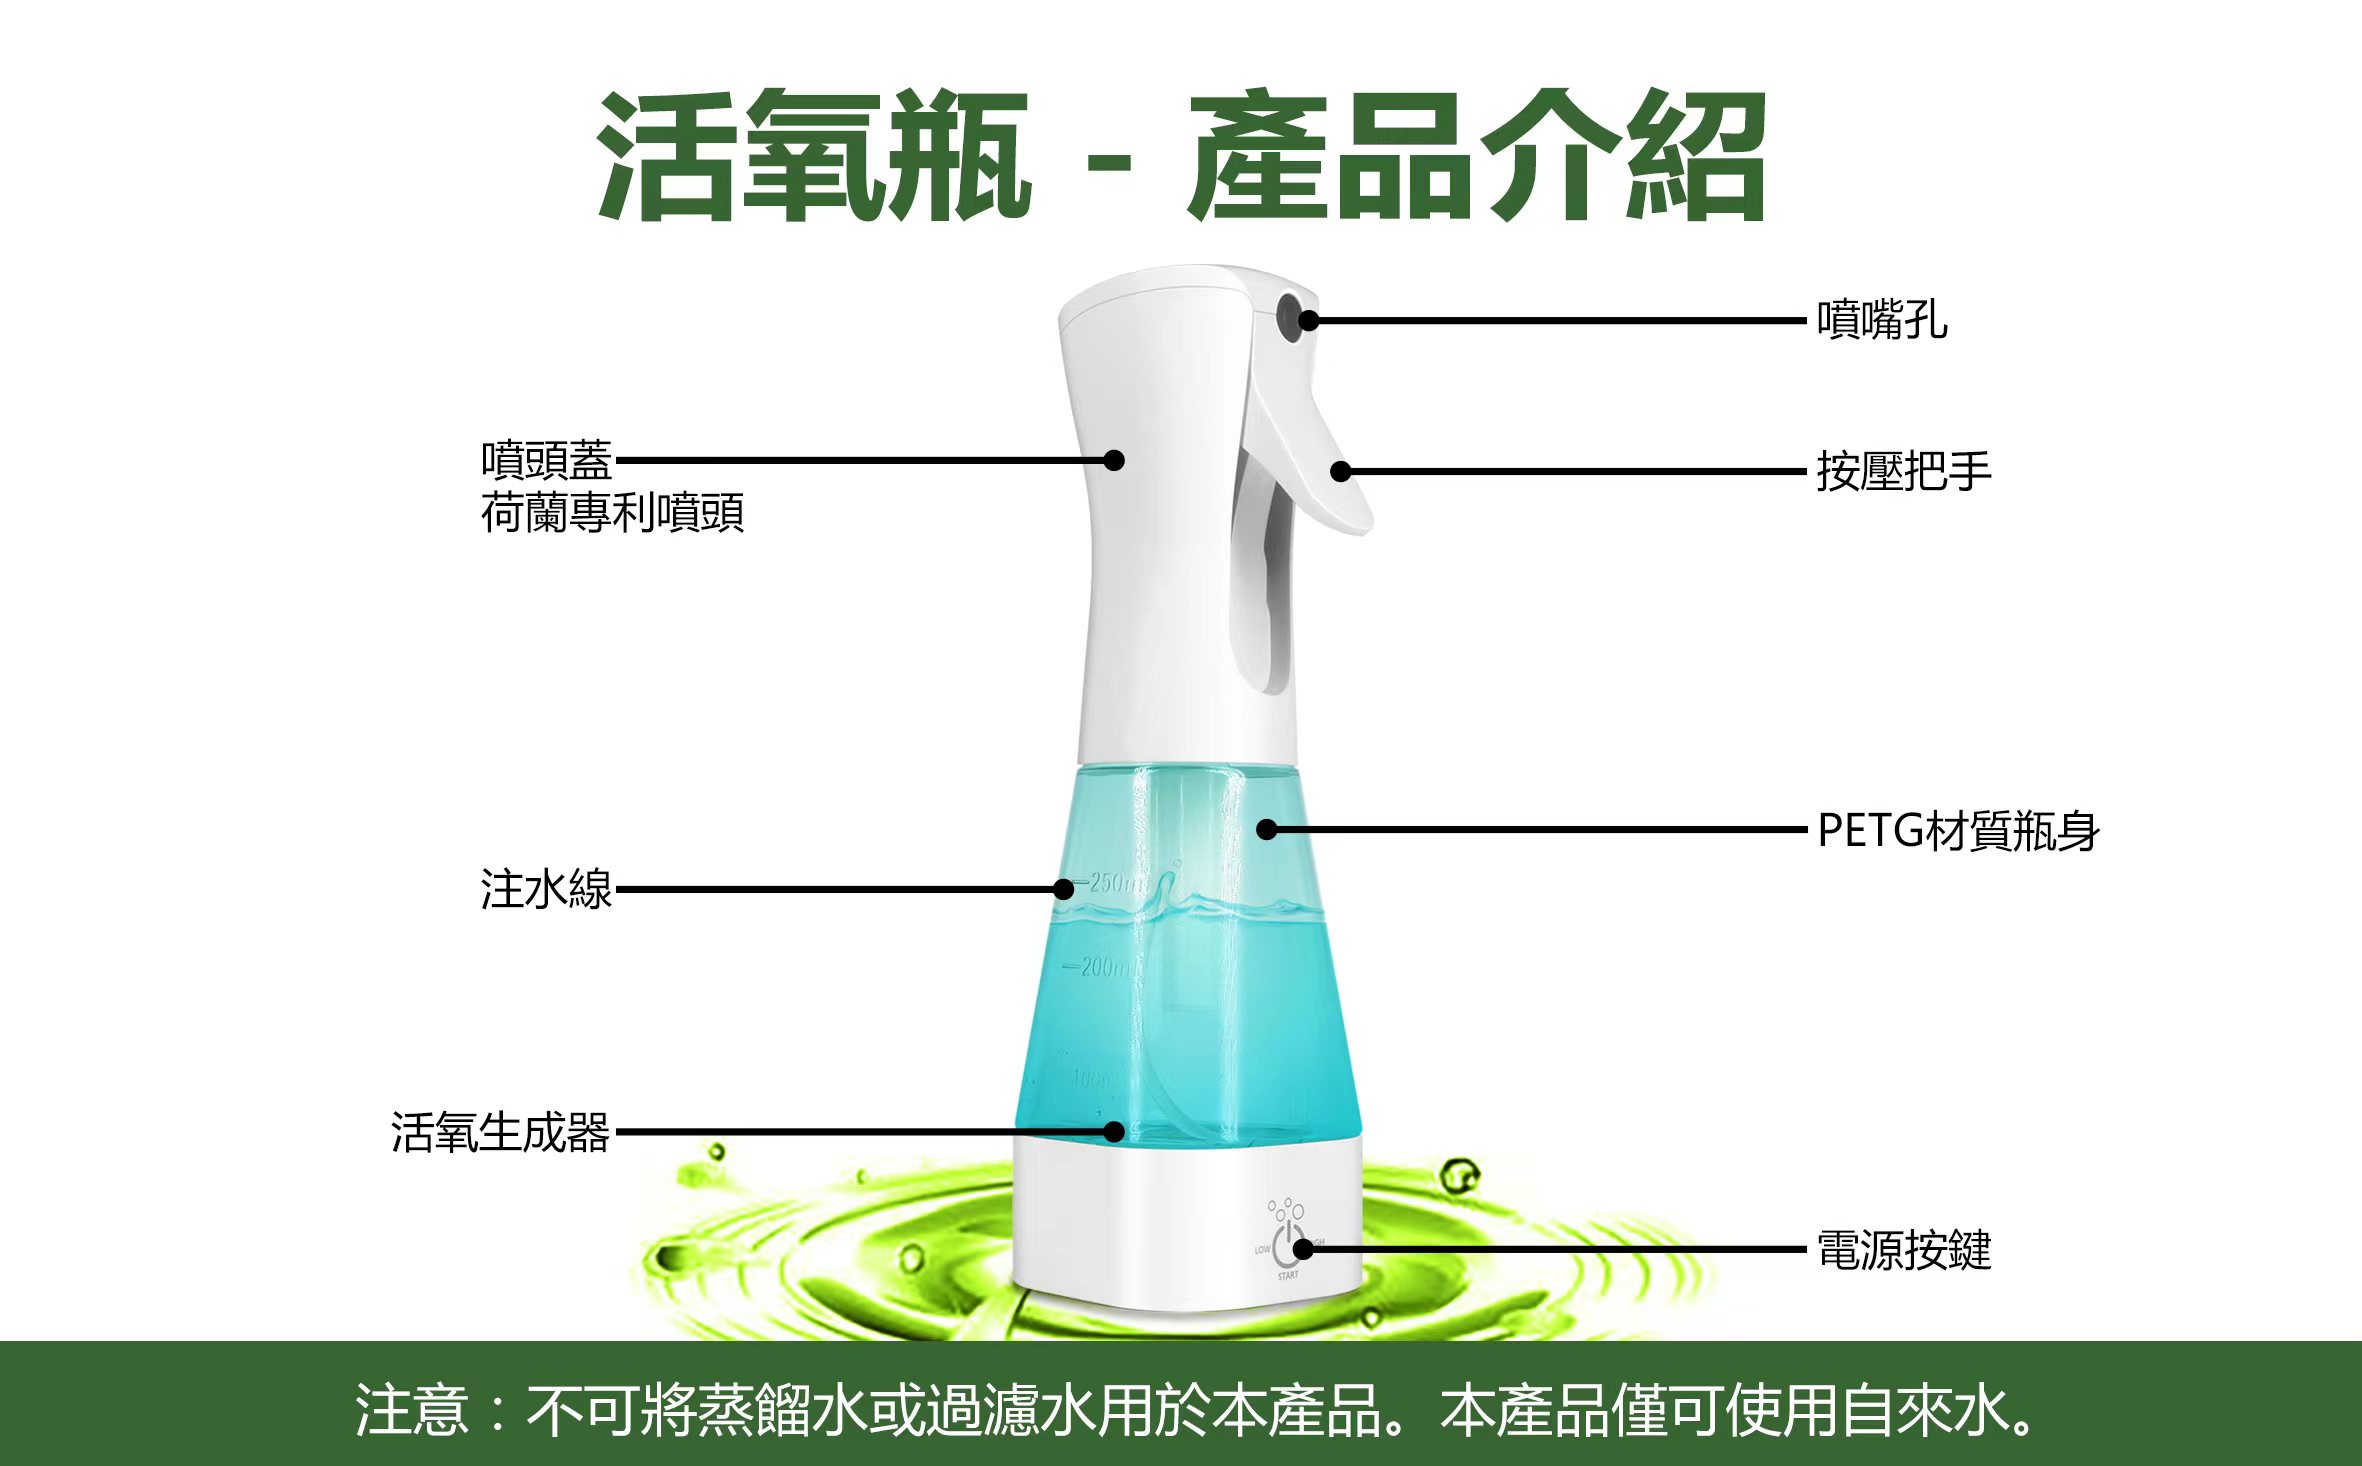 活氧瓶 - 產品介紹
噴嘴孔
噴頭蓋
荷蘭專利噴頭
按壓把手
PETG材質瓶身
注水線
250m
200m
活氧生成器
LOW
START
電源按鍵
注意：不可將蒸餾水或過濾水用於本產品。本產品僅可使用自來水。